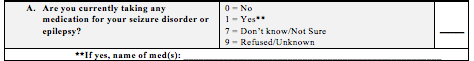 A. Are you currently taking any
medication for your seizure disorder or
epilepsy?
0 = No
1 = Yes**
7 = Don't know/Not Sure
9 = Refused/Unknown
**If yes, name of med(s):